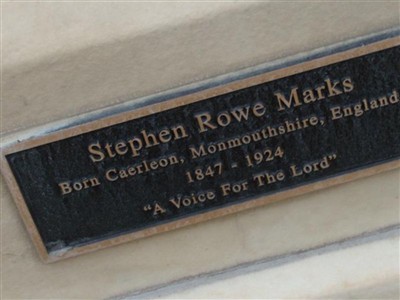 Stephen Rowe Marks
Born Caerleon, Monmouthshire, England
1847 - 1924
"A Voice For The Lord"